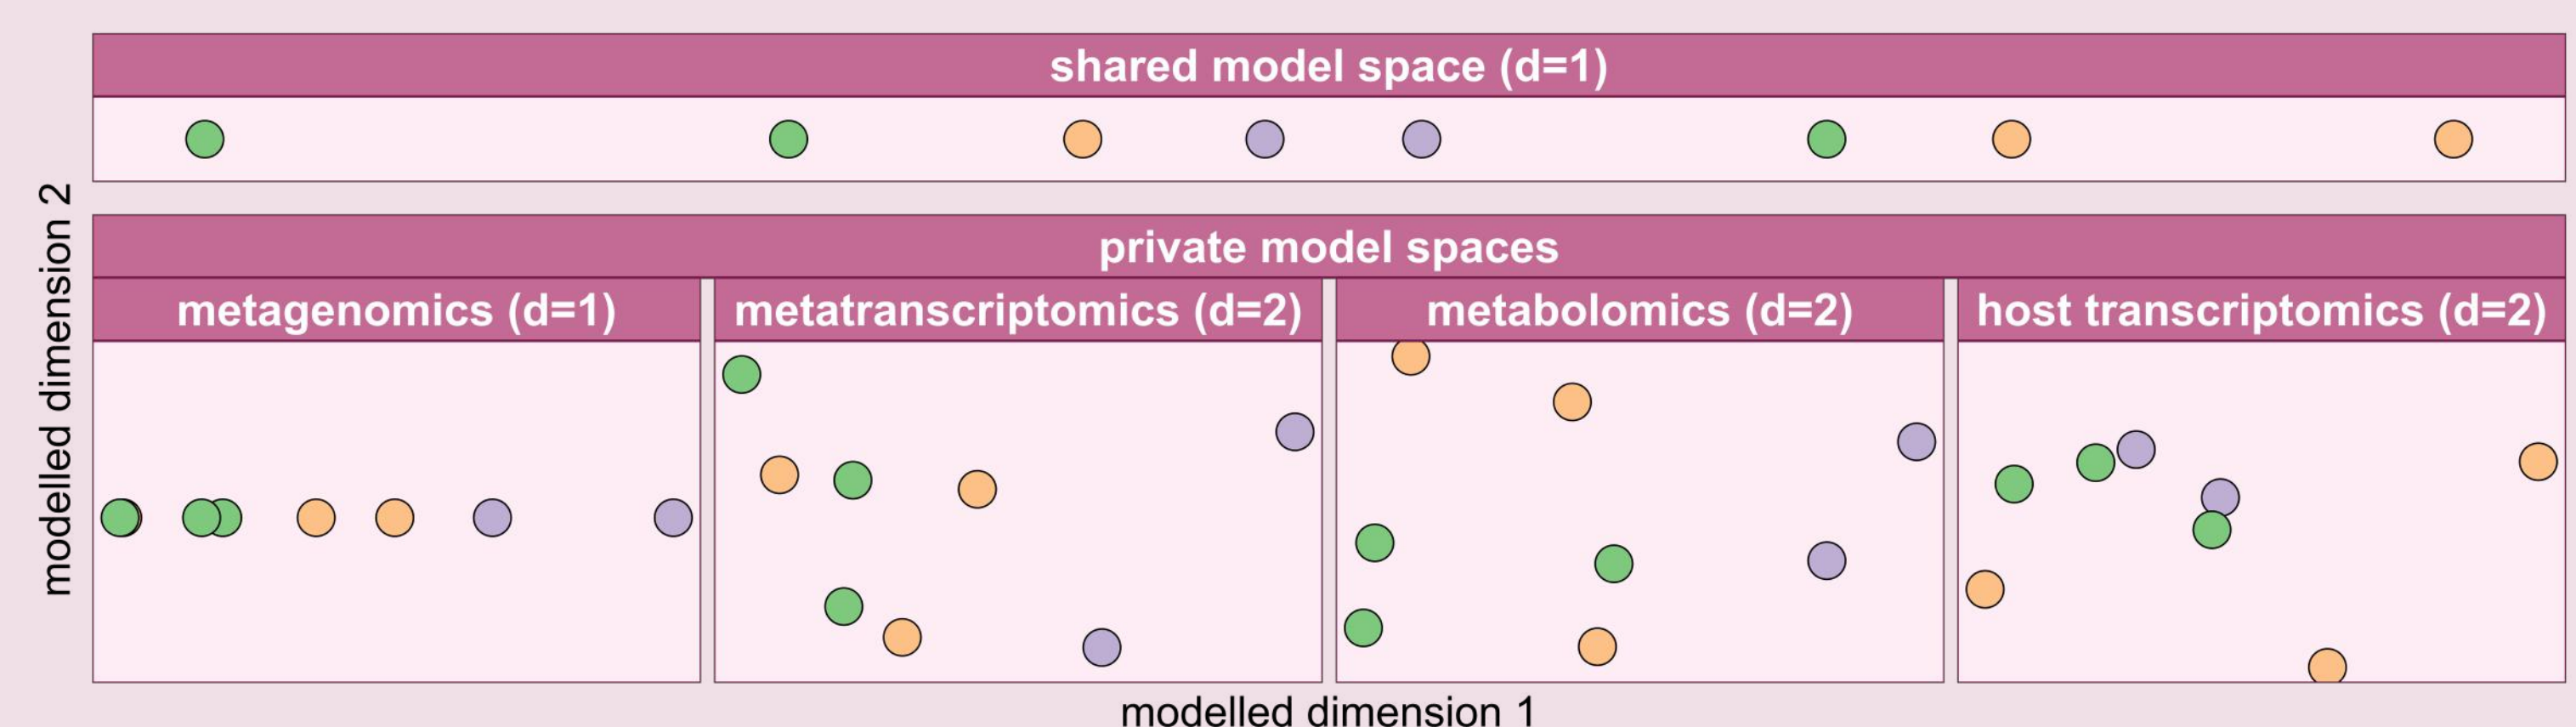 shared model space (d=1)
private model spaces
metagenomics (d=1)
metatranscriptomics (d=2)
metabolomics (d=2)
host transcriptomics (d=2)
modelled dimension 2
modelled dimension 1